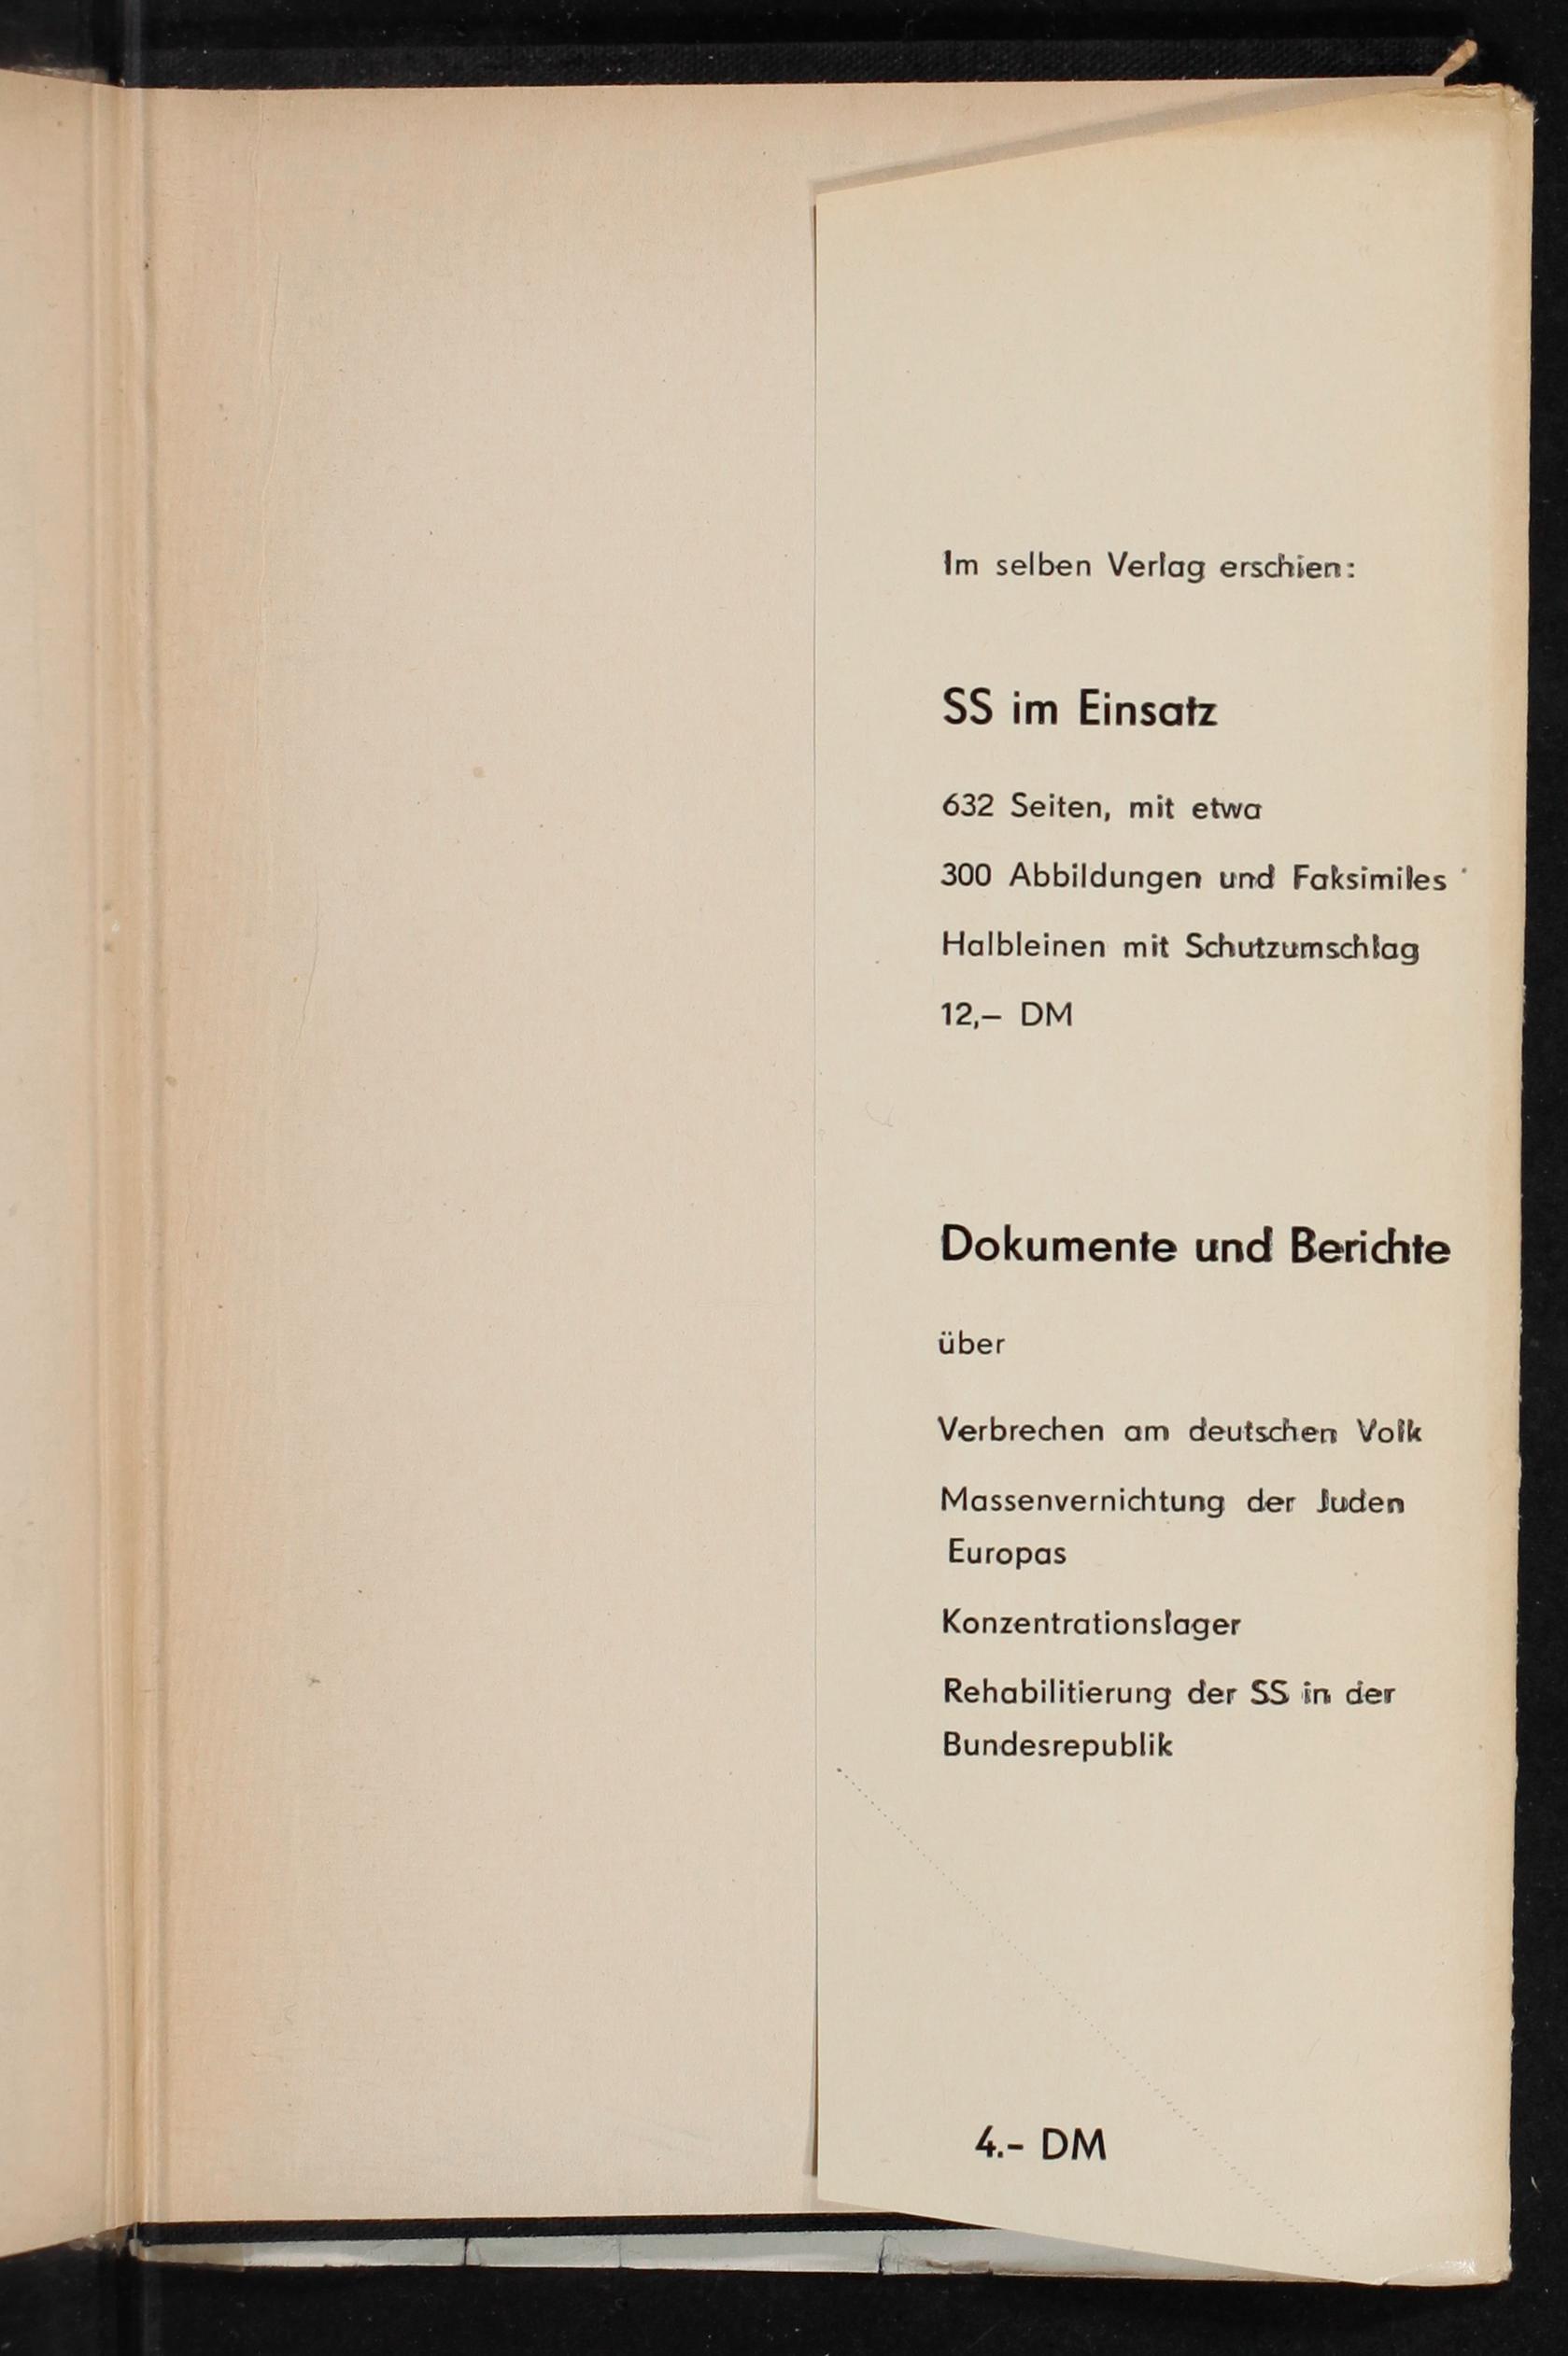 Im selben Verlag erschien:
SS im Einsatz
632 Seiten, mit etwa
300 Abbildungen und Faksimiles
Halbleinen mit Schutzumschlag
12,– DM
Dokumente und Berichte
über
Verbrechen am deutschen Volk
Massenvernichtung der Juden
Europas
Konzentrationslager
Rehabilitierung der SS in der
Bundesrepublik
4.- DM